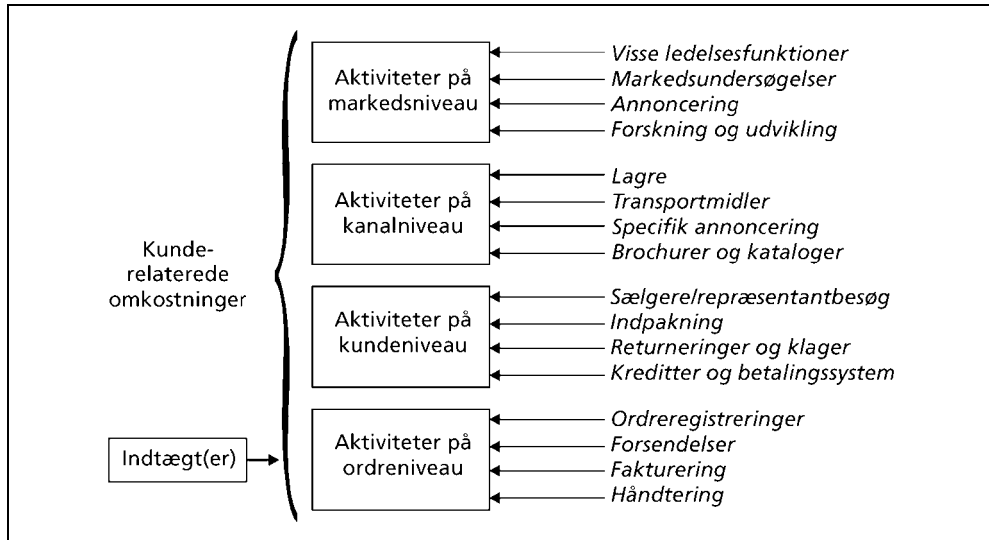 Aktiviteter på
markedsniveau
Visse ledelsesfunktioner
Markedsundersøgelser
Annoncering
Forskning og udvikling
Aktiviteter på
kanalniveau
Lagre
Transportmidler
Specifik annoncering
Brochurer og kataloger
Kunde-
relaterede
omkostninger
Aktiviteter på
kundeniveau
Sælgere/repræsentantbesøg
Indpakning
Returneringer og klager
Kreditter og betalingssystem
Indtægt(er)
Aktiviteter på
ordreniveau
Ordreregistreringer
Forsendelser
Fakturering
Håndtering